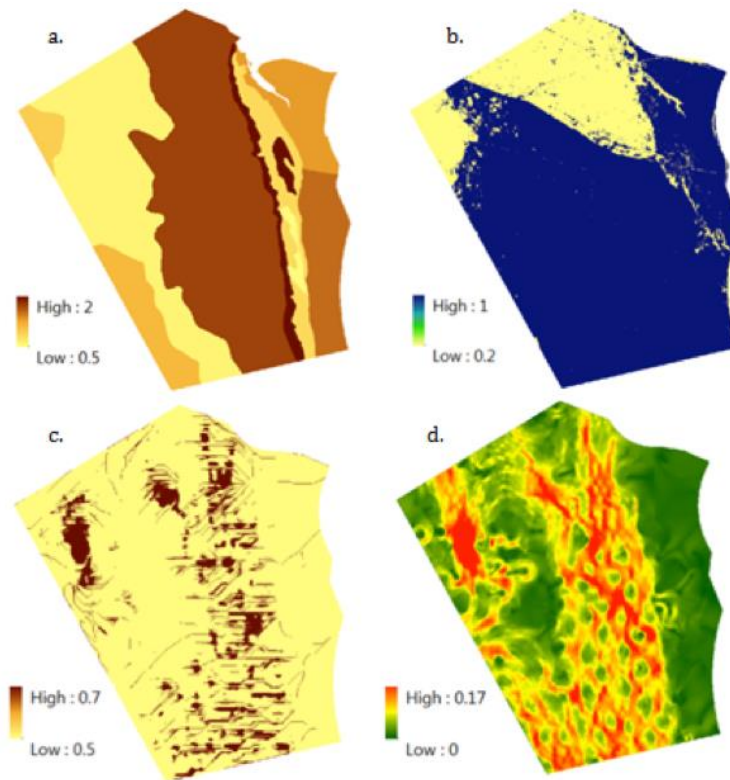 a.
b.
High : 2
Low : 0.5
High : 1
Low : 0.2
c.
d.
High : 0.7
Low : 0.5
High : 0.17
Low : 0